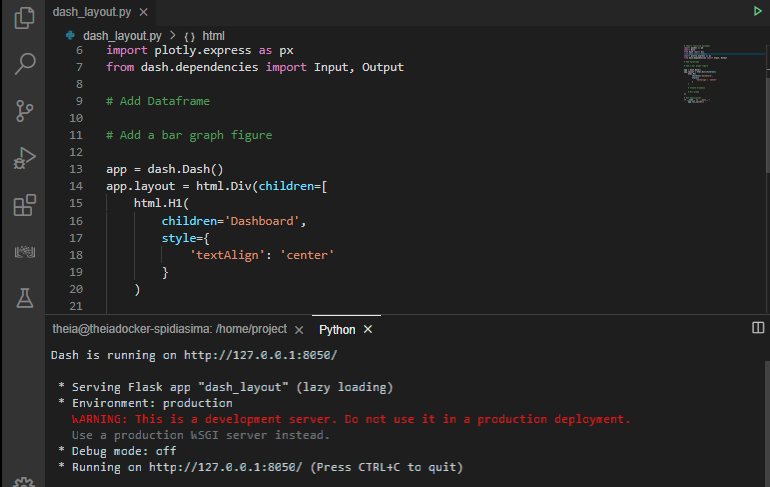 dash_layout.py ×
dash_layout.py > {} html
6 import plotly.express as px
7 from dash.dependencies import Input, Output
8
9 # Add Dataframe
10
11 # Add a bar graph figure
12
13 app = dash.Dash()
14 app.layout = html.Div(children=[
15 html.H1(
16 children='Dashboard',
17 style={
18 'textAlign': 'center'
19 }
20 )
21
theia@theiadocker-spidiasima: /home/project × Python ×
Dash is running on http://127.0.0.1:8050/
* Serving Flask app "dash_layout" (lazy loading)
* Environment: production
WARNING: This is a development server. Do not use it in a production deployment.
Use a production WSGI server instead.
* Debug mode: off
* Running on http://127.0.0.1:8050/ (Press CTRL+C to quit)